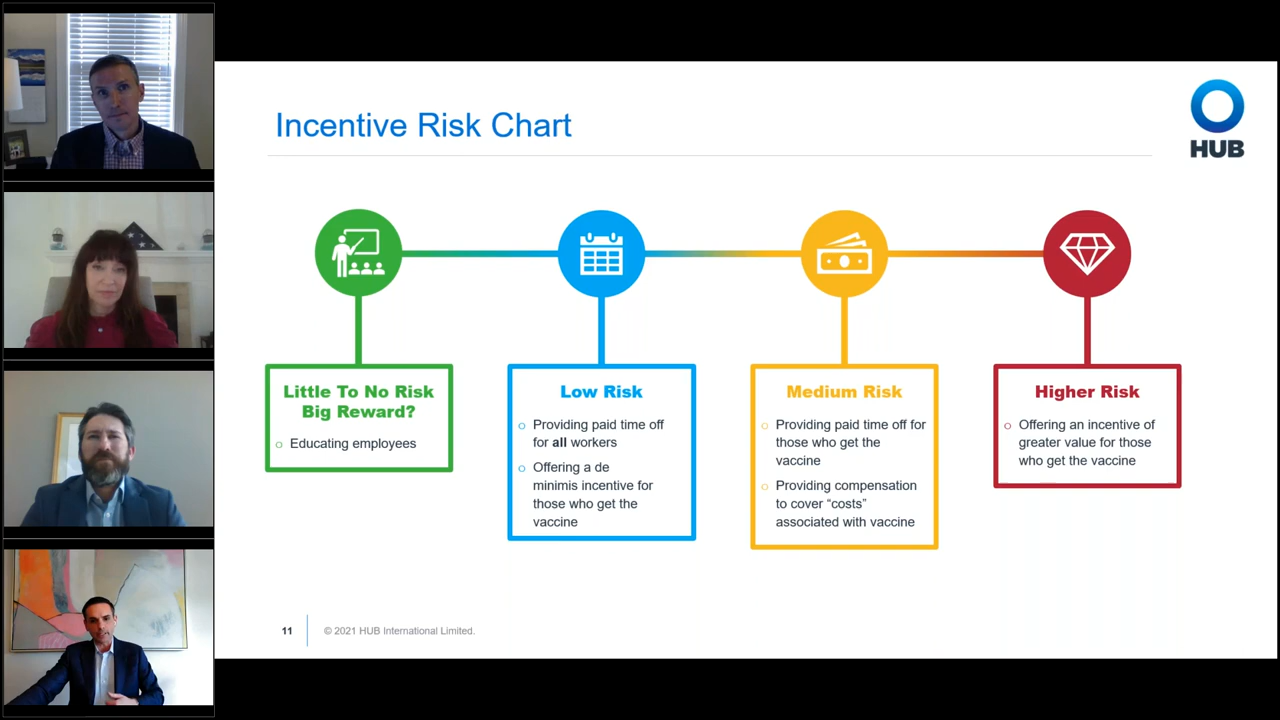 Incentive Risk Chart
HUB
Little To No Risk
Big Reward?
Educating employees
Low Risk
Providing paid time off
for all workers
Offering a de
minimis incentive for
those who get the
vaccine
Medium Risk
Providing paid time off for
those who get the
vaccine
Providing compensation
to cover “costs”
associated with vaccine
Higher Risk
Offering an incentive of
greater value for those
who get the vaccine
11
© 2021 HUB International Limited.